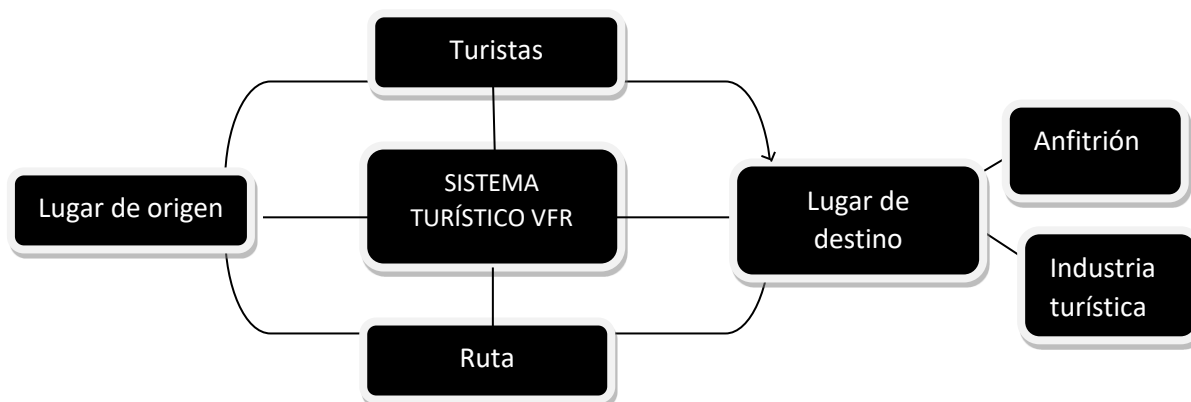 Turistas
Anfitrión
SISTEMA
TURÍSTICO VFR
Lugar de origen
Lugar de
destino
Industria
turística
Ruta